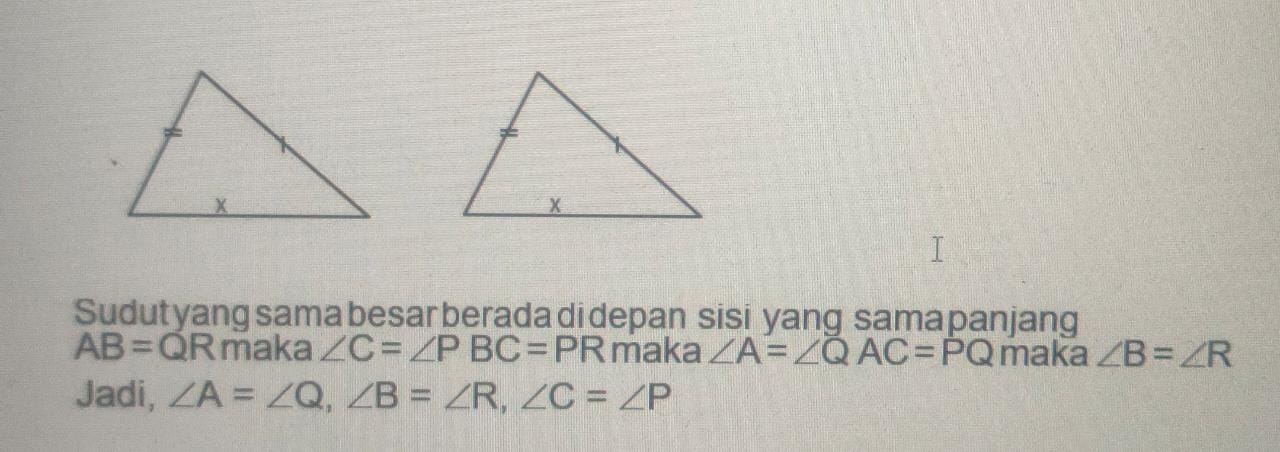 x x
Sudut yang sama besar berada di depan sisi yang sama panjang
AB = QR maka ∠C = ∠P BC = PR maka ∠A = ∠Q AC = PQ maka ∠B = ∠R
Jadi, ∠A = ∠Q, ∠B = ∠R, ∠C = ∠P